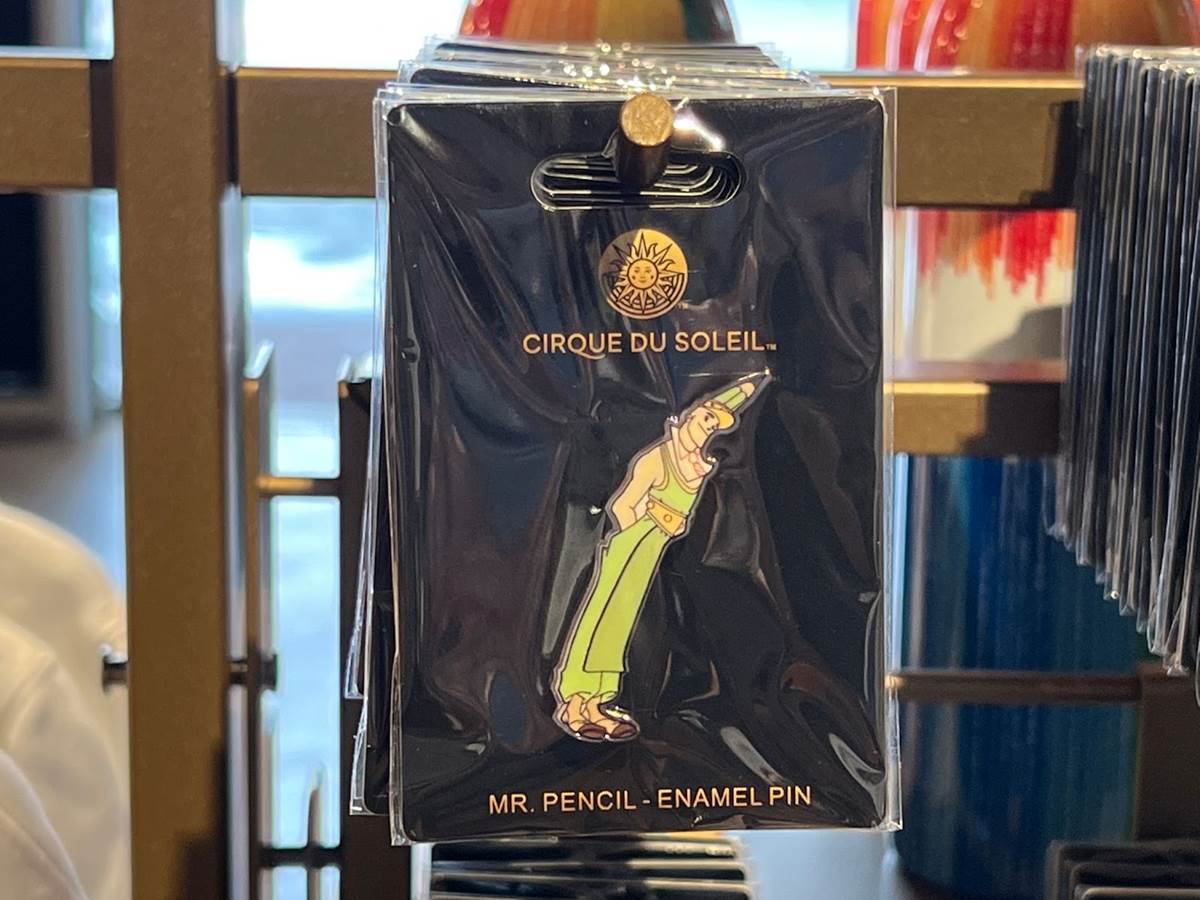 CIRQUE DU SOLEIL™
MR. PENCIL - ENAMEL PIN